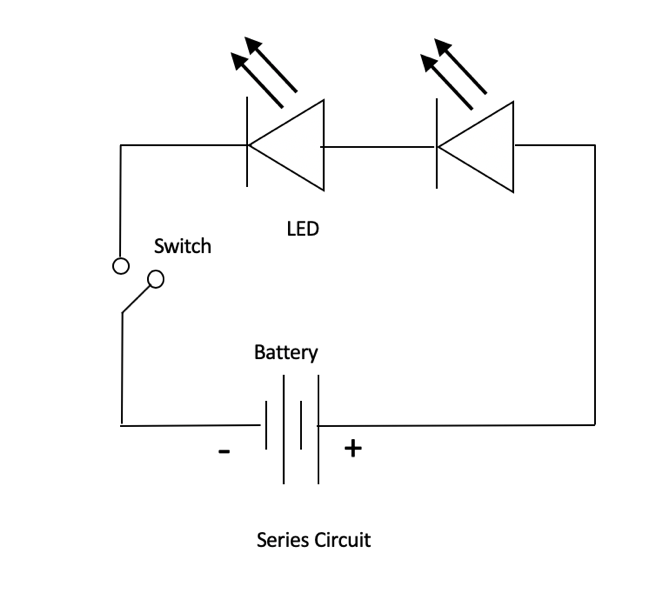 LED
Switch
Battery
- +
Series Circuit